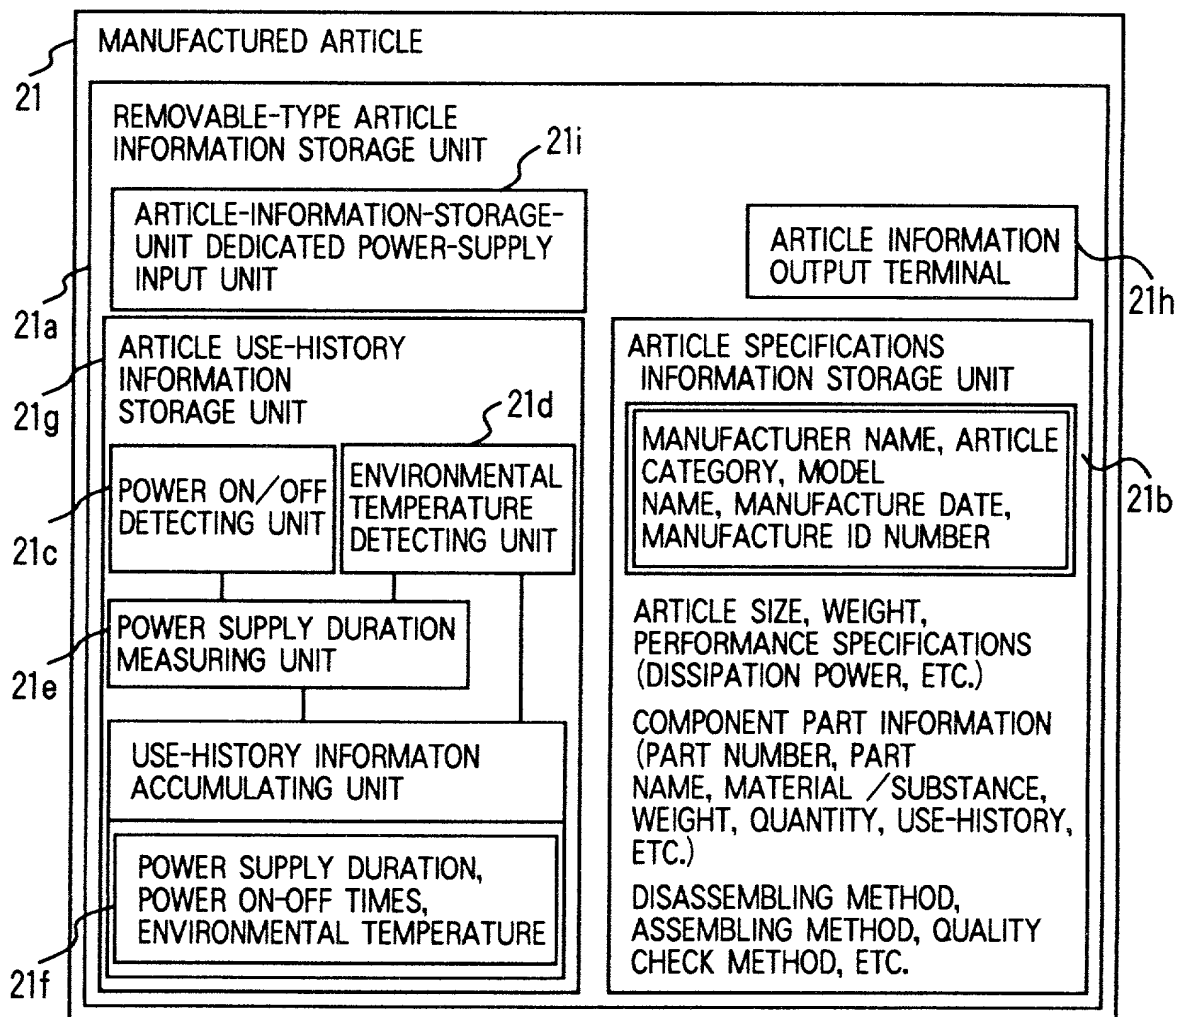 MANUFACTURED ARTICLE
21
REMOVABLE-TYPE ARTICLE
INFORMATION STORAGE UNIT
21i
ARTICLE-INFORMATION-STORAGE-
UNIT DEDICATED POWER-SUPPLY
INPUT UNIT
21a
ARTICLE INFORMATION
OUTPUT TERMINAL
21h
ARTICLE USE-HISTORY
INFORMATION
STORAGE UNIT
21g
21d
POWER ON/OFF
DETECTING UNIT
21c
ENVIRONMENTAL
TEMPERATURE
DETECTING UNIT
POWER SUPPLY DURATION
MEASURING UNIT
21e
USE-HISTORY INFORMATON
ACCUMULATING UNIT
POWER SUPPLY DURATION,
POWER ON-OFF TIMES,
ENVIRONMENTAL TEMPERATURE
21f
ARTICLE SPECIFICATIONS
INFORMATION STORAGE UNIT
MANUFACTURER NAME, ARTICLE
CATEGORY, MODEL
NAME, MANUFACTURE DATE,
MANUFACTURE ID NUMBER
21b
ARTICLE SIZE, WEIGHT,
PERFORMANCE SPECIFICATIONS
(DISSIPATION POWER, ETC.)
COMPONENT PART INFORMATION
(PART NUMBER, PART
NAME, MATERIAL /SUBSTANCE,
WEIGHT, QUANTITY, USE-HISTORY,
ETC.)
DISASSEMBLING METHOD,
ASSEMBLING METHOD, QUALITY
CHECK METHOD, ETC.